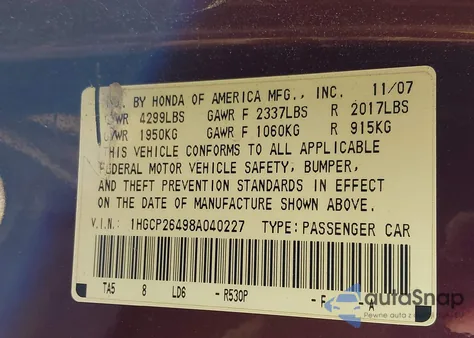 BY HONDA OF AMERICA MFG., INC. 11/07
4299LBS GAWR F 2337LBS R 2017LBS
1950KG GAWR F 1060KG R 915KG
THIS VEHICLE CONFORMS TO ALL APPLICABLE
FEDERAL MOTOR VEHICLE SAFETY, BUMPER,
AND THEFT PREVENTION STANDARDS IN EFFECT
ON THE DATE OF MANUFACTURE SHOWN ABOVE.
V.I.N.: 1HGCP26498A040227 TYPE: PASSENGER CAR
TA5 8 LD6 - R530P - F - A
autoSnap
Pewne auto z